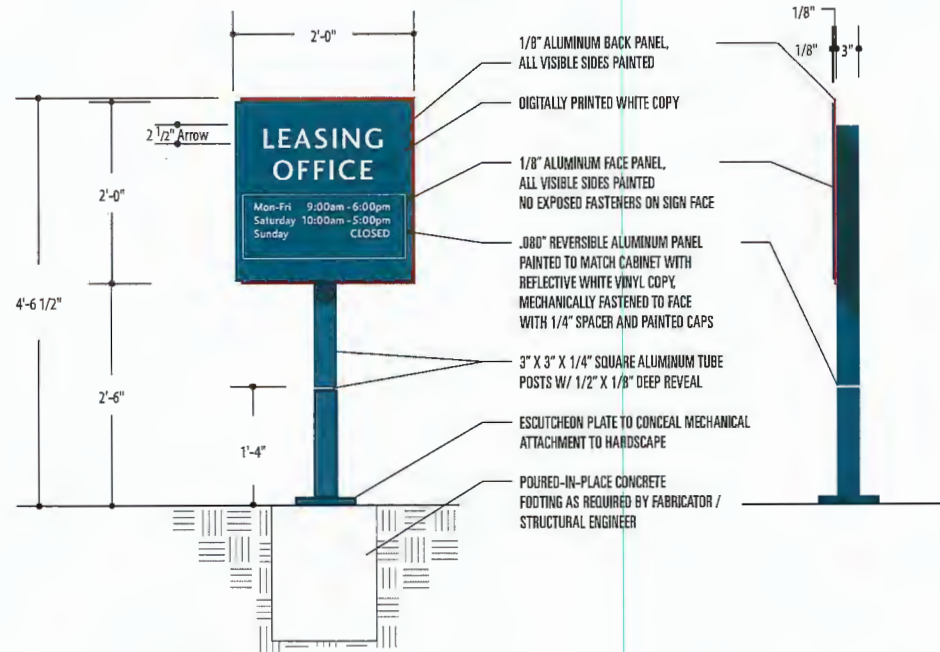 2'-0"
1/8"
1/8" 3"
1/8" ALUMINUM BACK PANEL,
ALL VISIBLE SIDES PAINTED
DIGITALLY PRINTED WHITE COPY
2 1/2" Arrow
2'-0"
4'-6 1/2"
2'-6"
1'-4"
LEASING
OFFICE
Mon-Fri 9:00am - 6:00pm
Saturday 10:00am - 5:00pm
Sunday CLOSED
1/8" ALUMINUM FACE PANEL,
ALL VISIBLE SIDES PAINTED
NO EXPOSED FASTENERS ON SIGN FACE
.080" REVERSIBLE ALUMINUM PANEL
PAINTED TO MATCH CABINET WITH
REFLECTIVE WHITE VINYL COPY,
MECHANICALLY FASTENED TO FACE
WITH 1/4" SPACER AND PAINTED CAPS
3" X 3" X 1/4" SQUARE ALUMINUM TUBE
POSTS W/ 1/2" X 1/8" DEEP REVEAL
ESCUTCHEON PLATE TO CONCEAL MECHANICAL
ATTACHMENT TO HARDSCAPE
POURED-IN-PLACE CONCRETE
FOOTING AS REQUIRED BY FABRICATOR /
STRUCTURAL ENGINEER